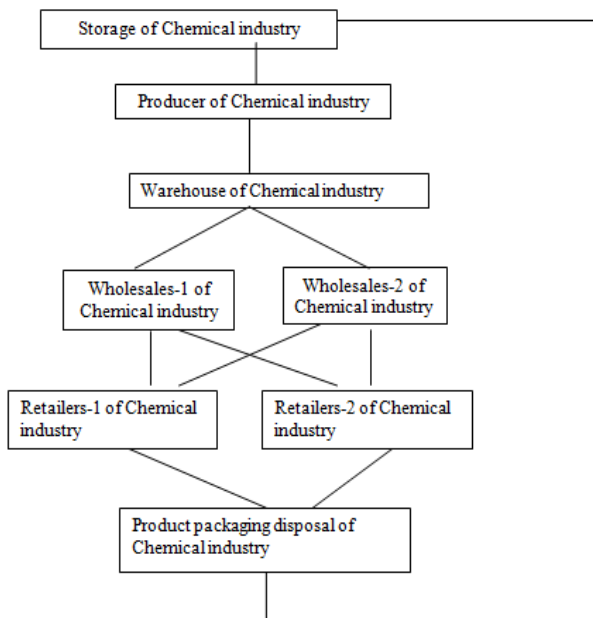 Storage of Chemical industry
Producer of Chemical industry
Warehouse of Chemical industry
Wholesales-1 of
Chemical industry
Wholesales-2 of
Chemical industry
Retailers-1 of Chemical
industry
Retailers-2 of Chemical
industry
Product packaging disposal of
Chemical industry